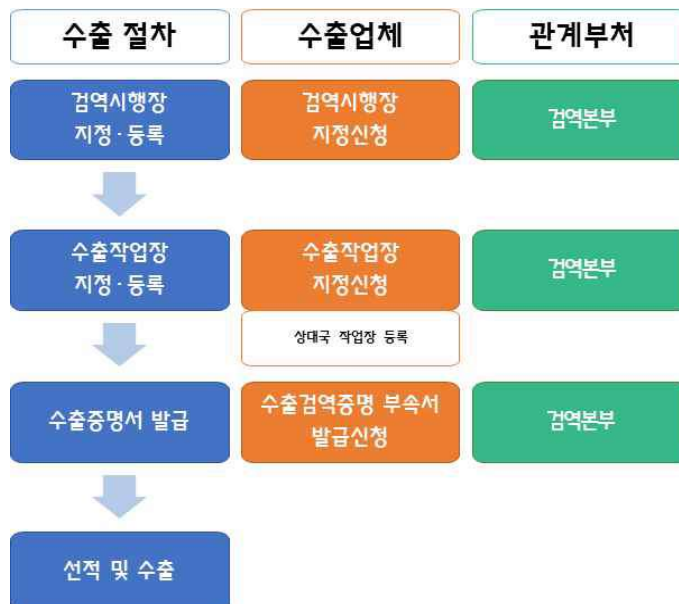 수출 절차
수출업체
관계부처
검역시행장
지정·등록
검역시행장
지정신청
검역본부
수출작업장
지정·등록
수출작업장
지정신청
검역본부
상대국 작업장 등록
수출증명서 발급
수출검역증명 부속서
발급신청
검역본부
선적 및 수출